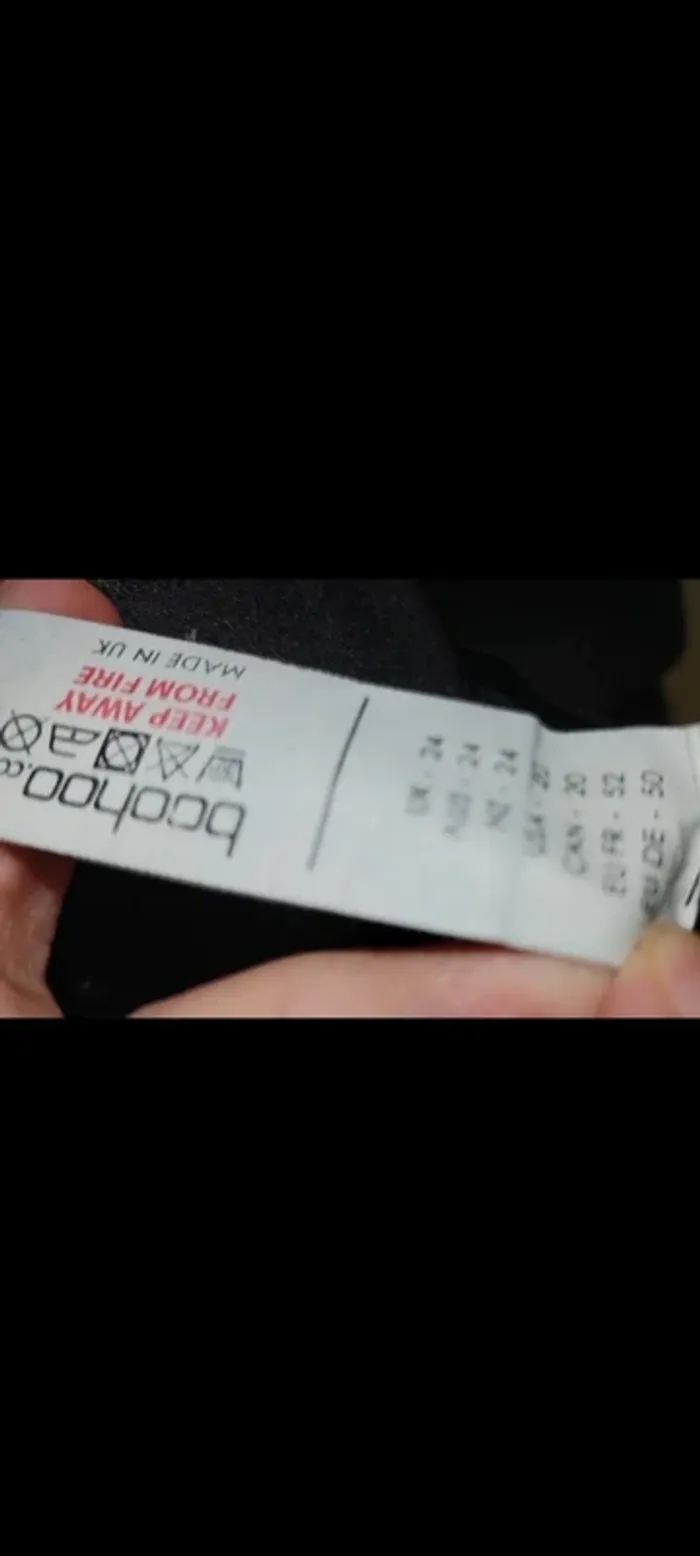 boohoo.co
KEEP AWAY
FROM FIRE
MADE IN UK
UK - 24
AUS - 24
NZ - 24
USA - 20
CAN - 20
EU FR - 52
EU DE - 50